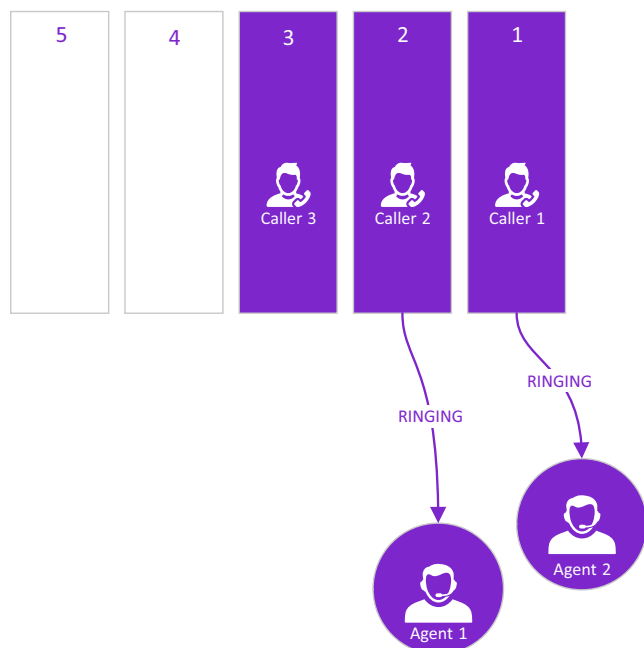 5
4
3
2
1
Caller 3
Caller 2
Caller 1
RINGING
RINGING
Agent 2
Agent 1